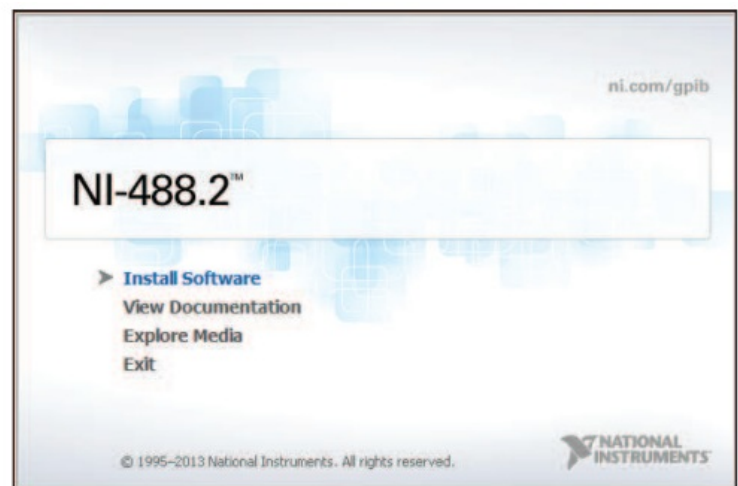 ni.com/gpib
NI-488.2™
Install Software
View Documentation
Explore Media
Exit
© 1995–2013 National Instruments. All rights reserved.
NATIONAL
INSTRUMENTS™